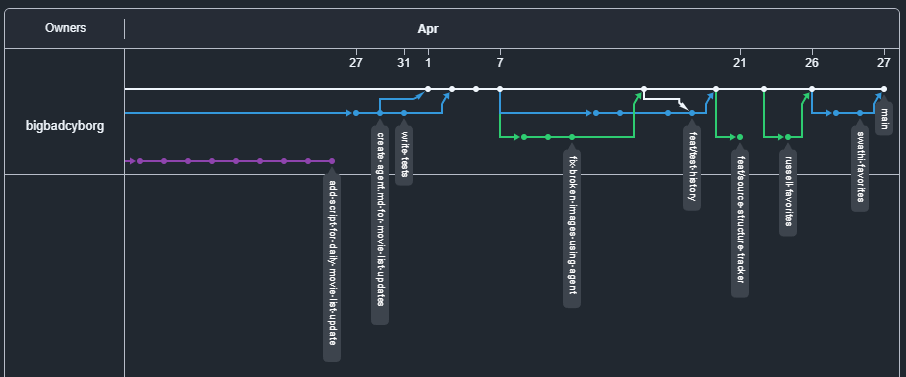 Owners
Apr
27
31
1
7
21
26
27
bigbadcyborg
add-script-for-daily-movie-list-update
create-agent.md-for-movie-list-updates
write-tests
fix-broken-images-using-agent
feat/test-history
feat/source-structure-tracker
russell-favorites
swathi-favorites
main